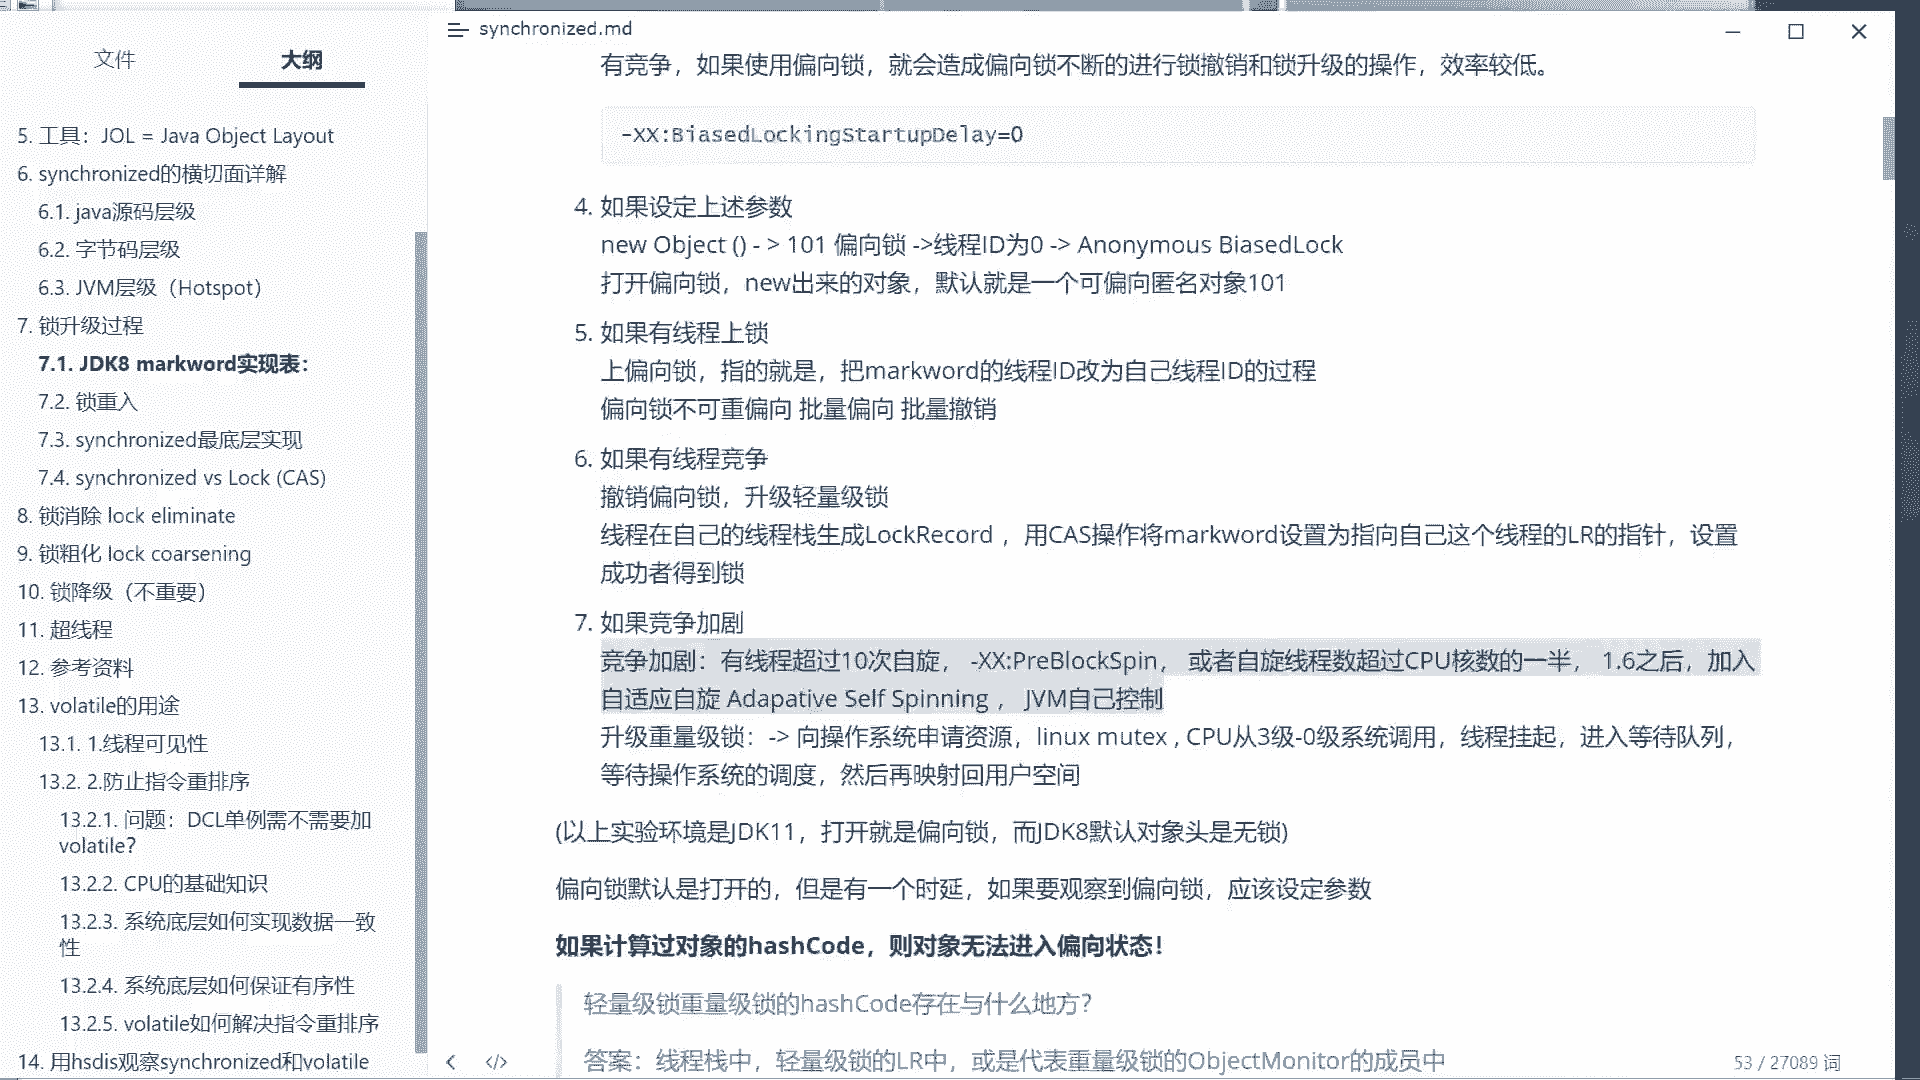 synchronized.md
文件
大纲
5. 工具：JOL = Java Object Layout
6. synchronized的横切面详解
6.1. java源码层级
6.2. 字节码层级
6.3. JVM层级（Hotspot）
7. 锁升级过程
7.1. JDK8 markword实现表：
7.2. 锁重入
7.3. synchronized最底层实现
7.4. synchronized vs Lock (CAS)
8. 锁消除 lock eliminate
9. 锁粗化 lock coarsening
10. 锁降级（不重要）
11. 超线程
12. 参考资料
13. volatile的用途
13.1. 1.线程可见性
13.2. 2.防止指令重排序
13.2.1. 问题：DCL单例需不需要加
volatile?
13.2.2. CPU的基础知识
13.2.3. 系统底层如何实现数据一致
性
13.2.4. 系统底层如何保证有序性
13.2.5. volatile如何解决指令重排序
14. 用hsdis观察synchronized和volatile
有竞争，如果使用偏向锁，就会造成偏向锁不断的进行锁撤销和锁升级的操作，效率较低。
-XX:BiasedLockingStartupDelay=0
4. 如果设定上述参数
new Object () - > 101 偏向锁 ->线程ID为0 -> Anonymous BiasedLock
打开偏向锁，new出来的对象，默认就是一个可偏向匿名对象101
5. 如果有线程上锁
上偏向锁，指的就是，把markword的线程ID改为自己线程ID的过程
偏向锁不可重偏向 批量偏向 批量撤销
6. 如果有线程竞争
撤销偏向锁，升级轻量级锁
线程在自己的线程栈生成LockRecord ，用CAS操作将markword设置为指向自己这个线程的LR的指针，设置
成功者得到锁
7. 如果竞争加剧
竞争加剧：有线程超过10次自旋， -XX:PreBlockSpin， 或者自旋线程数超过CPU核数的一半， 1.6之后，加入
自适应自旋 Adapative Self Spinning ， JVM自己控制
升级重量级锁：-> 向操作系统申请资源，linux mutex , CPU从3级-0级系统调用，线程挂起，进入等待队列，
等待操作系统的调度，然后再映射回用户空间
(以上实验环境是JDK11，打开就是偏向锁，而JDK8默认对象头是无锁)
偏向锁默认是打开的，但是有一个时延，如果要观察到偏向锁，应该设定参数
如果计算过对象的hashCode，则对象无法进入偏向状态！
轻量级锁重量级锁的hashCode存在与什么地方？
答案：线程栈中，轻量级锁的LR中，或是代表重量级锁的ObjectMonitor的成员中
53 / 27089 词